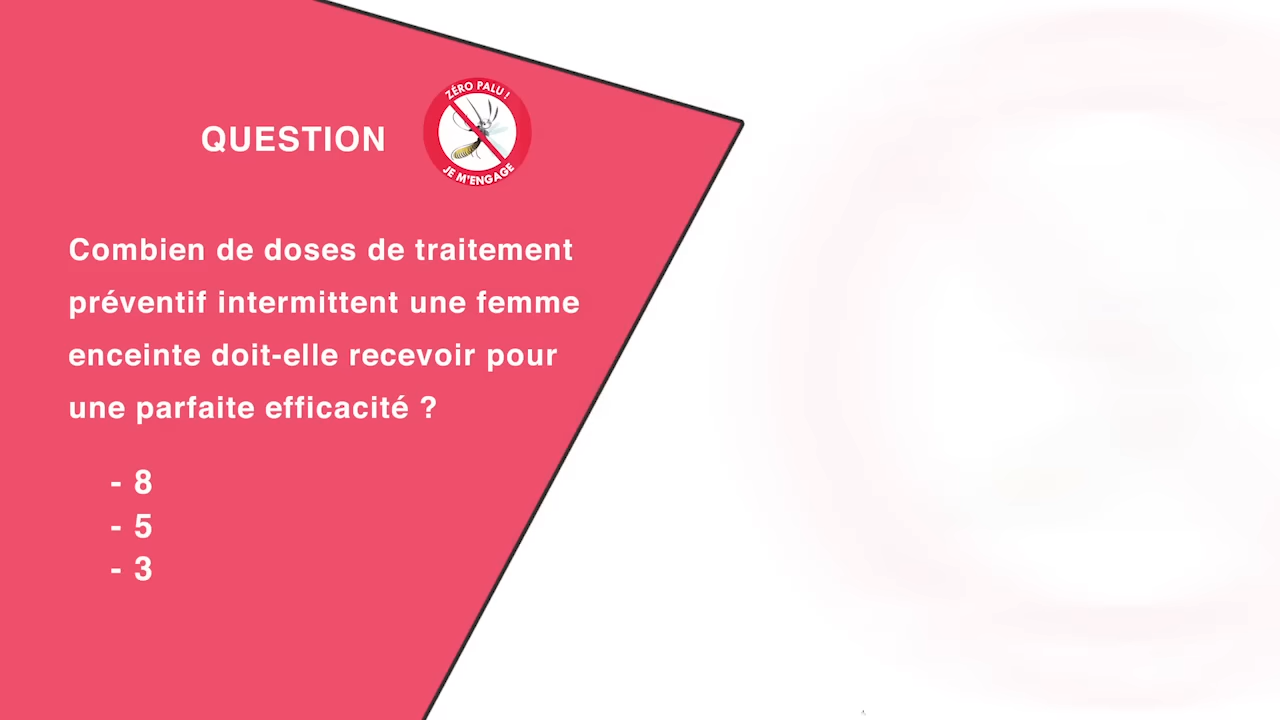 QUESTION
ZÉRO PALU !
JE M'ENGAGE
Combien de doses de traitement
préventif intermittent une femme
enceinte doit-elle recevoir pour
une parfaite efficacité ?
- 8
- 5
- 3